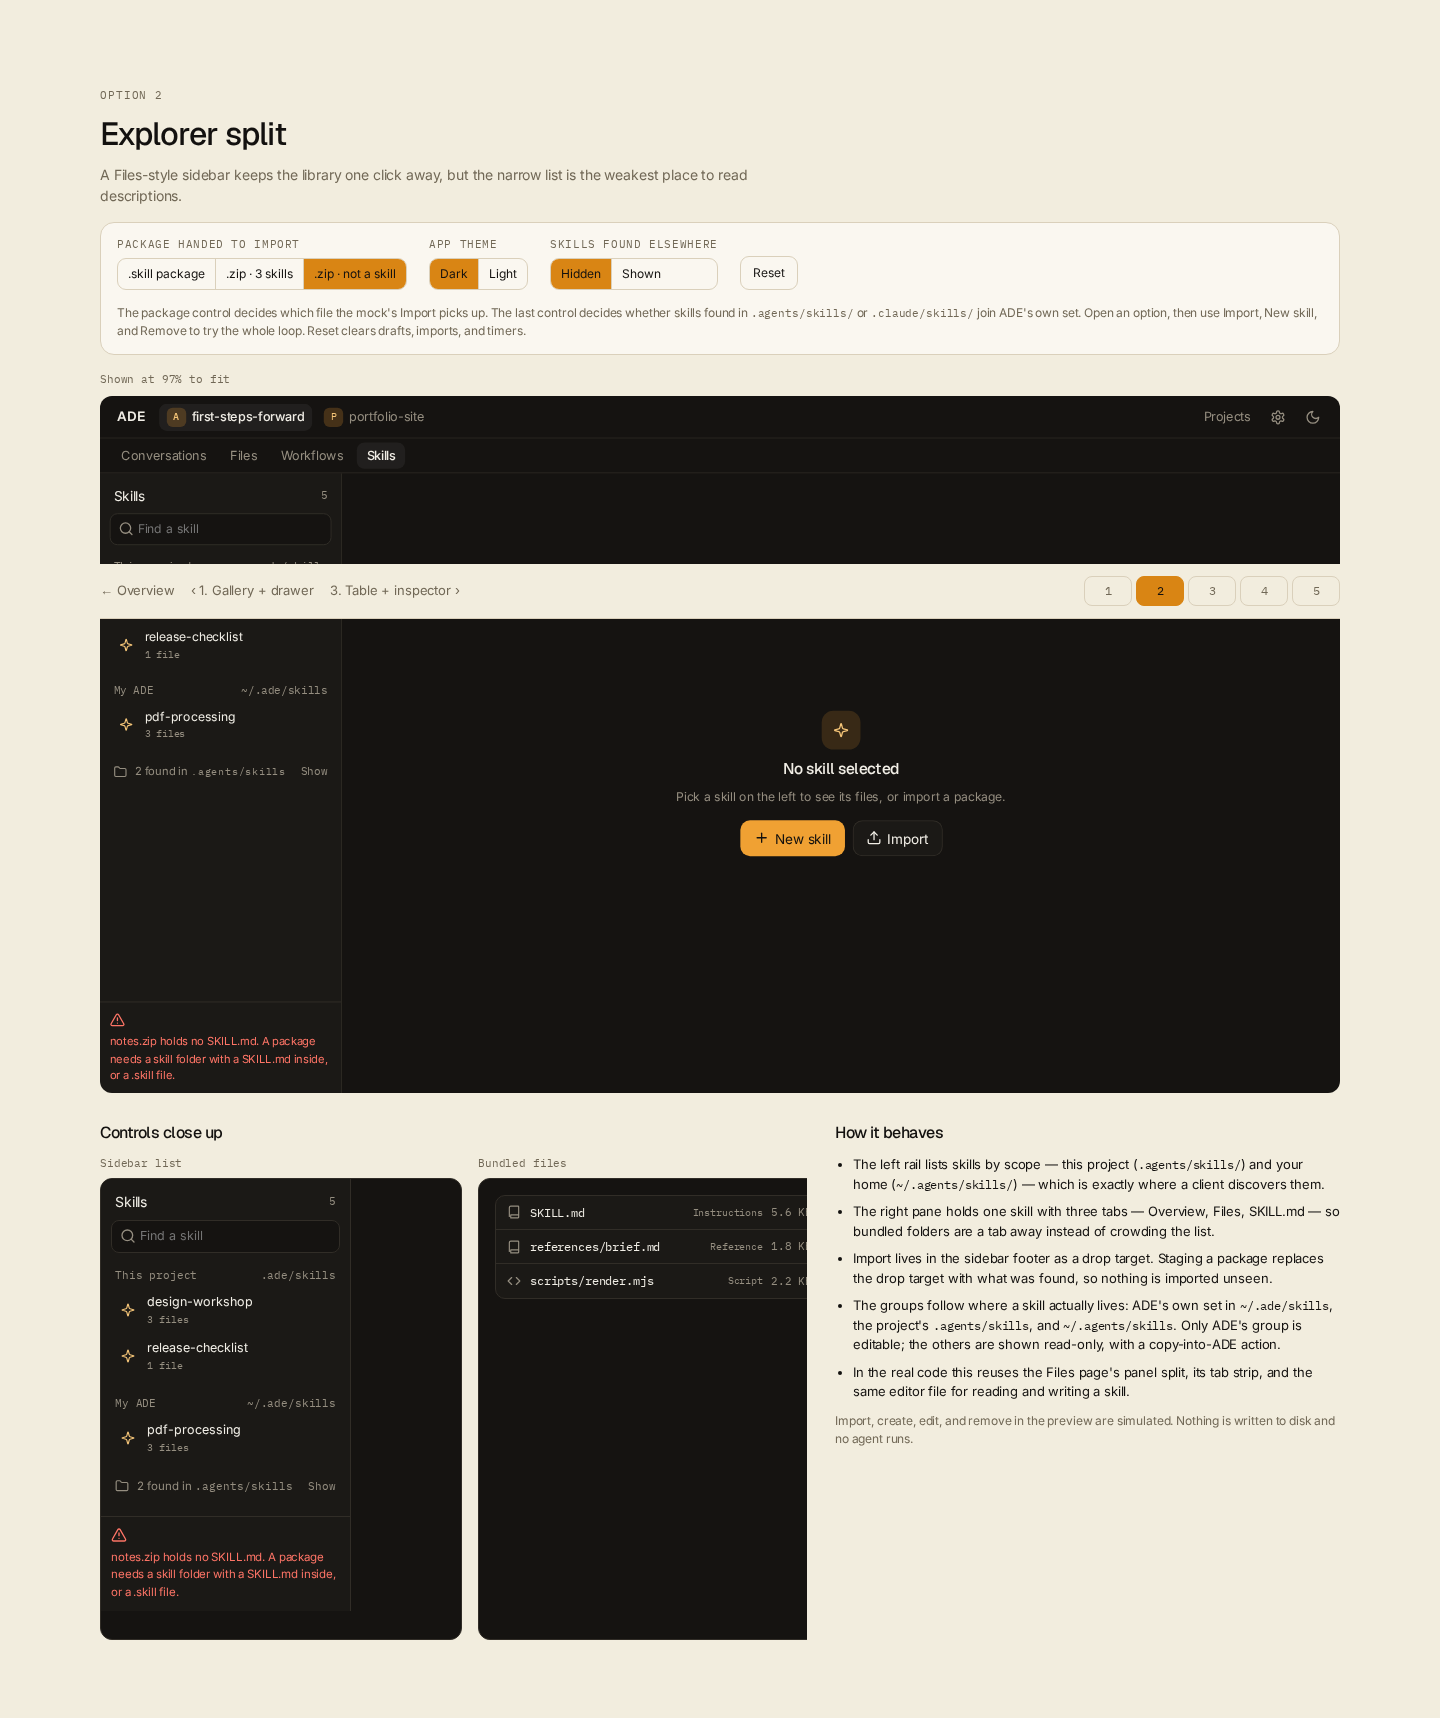 OPTION 2
Explorer split
A Files-style sidebar keeps the library one click away, but the narrow list is the weakest place to read
descriptions.
PACKAGE HANDED TO IMPORT
.skill package
.zip · 3 skills
.zip · not a skill
APP THEME
Dark
Light
SKILLS FOUND ELSEWHERE
Hidden
Shown
Reset
The package control decides which file the mock's Import picks up. The last control decides whether skills found in .agents/skills/ or .claude/skills/ join ADE's own set. Open an option, then use Import, New skill,
and Remove to try the whole loop. Reset clears drafts, imports, and timers.
Shown at 97% to fit
ADE
A first-steps-forward
P portfolio-site
Projects
Conversations
Files
Workflows
Skills
Skills 5
Find a skill
← Overview
‹ 1. Gallery + drawer
3. Table + inspector ›
1
2
3
4
5
release-checklist
1 file
My ADE ~/.ade/skills
pdf-processing
3 files
2 found in .agents/skills Show
No skill selected
Pick a skill on the left to see its files, or import a package.
+ New skill
Import
notes.zip holds no SKILL.md. A package
needs a skill folder with a SKILL.md inside,
or a .skill file.
Controls close up
Sidebar list
Skills 5
Find a skill
This project .ade/skills
design-workshop
3 files
release-checklist
1 file
My ADE ~/.ade/skills
pdf-processing
3 files
2 found in .agents/skills Show
notes.zip holds no SKILL.md. A package
needs a skill folder with a SKILL.md inside,
or a .skill file.
Bundled files
SKILL.md Instructions 5.6
references/brief.md Reference 1.8
scripts/render.mjs Script 2.2
How it behaves
• The left rail lists skills by scope — this project (.agents/skills/) and your
home (~/.agents/skills/) — which is exactly where a client discovers them.
• The right pane holds one skill with three tabs — Overview, Files, SKILL.md — so
bundled folders are a tab away instead of crowding the list.
• Import lives in the sidebar footer as a drop target. Staging a package replaces
the drop target with what was found, so nothing is imported unseen.
• The groups follow where a skill actually lives: ADE's own set in ~/.ade/skills,
the project's .agents/skills, and ~/.agents/skills. Only ADE's group is
editable; the others are shown read-only, with a copy-into-ADE action.
• In the real code this reuses the Files page's panel split, its tab strip, and the
same editor file for reading and writing a skill.
Import, create, edit, and remove in the preview are simulated. Nothing is written to disk and
no agent runs.